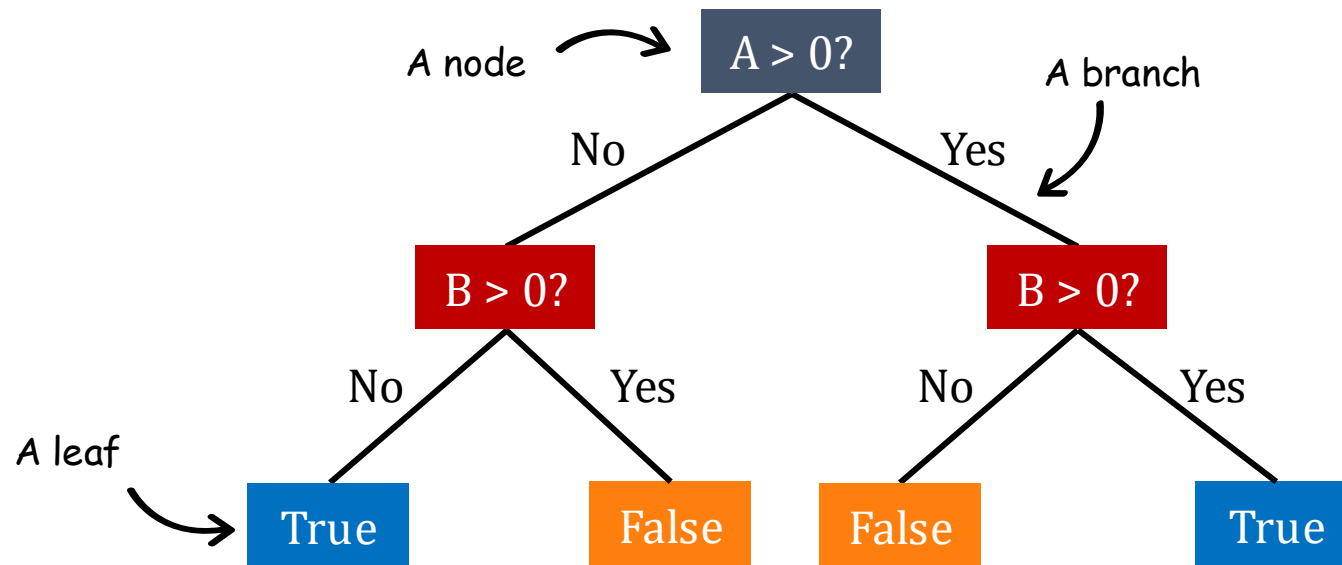 A node
A > 0?
A branch
No
Yes
B > 0?
B > 0?
No
Yes
No
Yes
A leaf
True
False
False
True